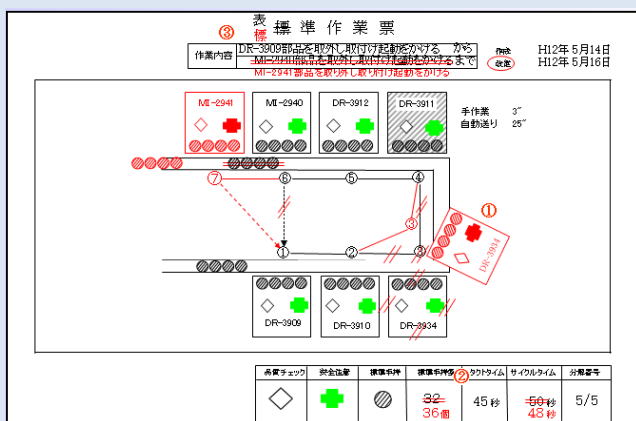 表
③ 標 標準作業票
作業内容 DR-3909部品を取外し取付け起動をかける から
MI-2940部品を取外し取付け起動をかけるまで
MI-2941部品を取り外し取り付け起動をかける
H12年5月14日
改定 H12年5月16日
MI-2941 MI-2940 DR-3912 DR-3911
手作業 3"
自動送り 25"
⑦ ⑥ ⑤ ④
③ ①
① ② ③
DR-3934
DR-3909 DR-3910 DR-3934
品質チェック 安全注意 標準手持 標準手持数 ② タクトタイム サイクルタイム 分解番号
32 45秒 50秒 5/5
36個 48秒